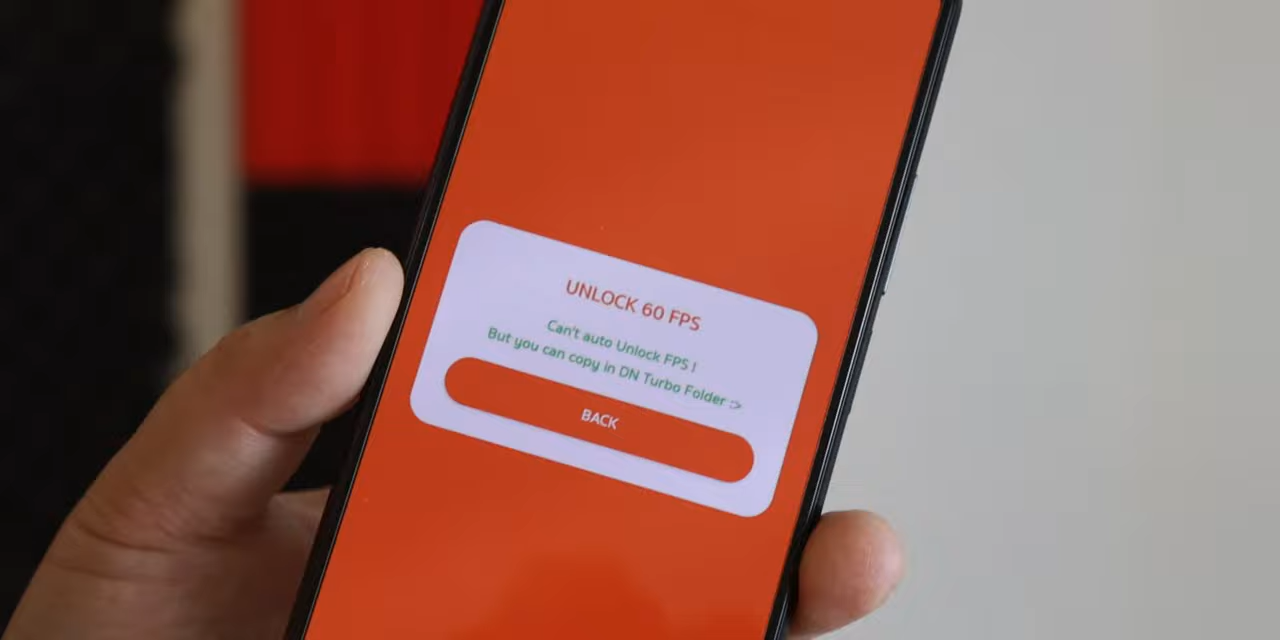 UNLOCK 60 FPS
Can't auto Unlock FPS !
But you can copy in DN Turbo Folder :>
BACK